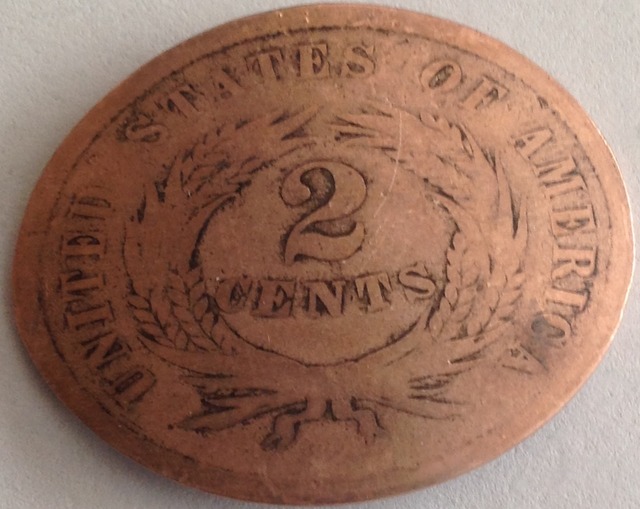 UNITED STATES OF AMERICA
2
CENTS